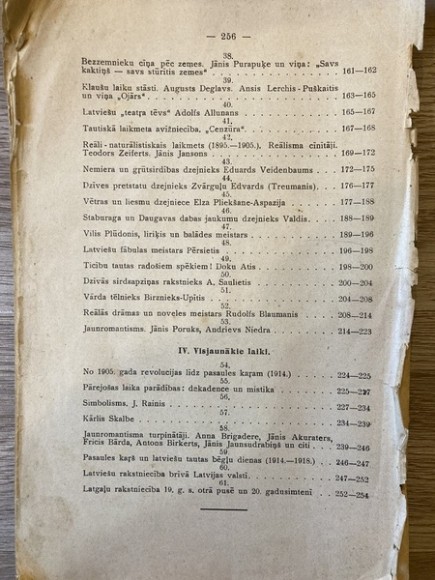 — 256 —
38.
Bezzemnieku cīņa pēc zemes. Jānis Purapuķe un viņa: „Savs
kaktiņš — savs stūrītis zemes“ . . . . . . . . . . . 161—162
39.
Klaušu laiku stāsti. Augusts Deglavs. Ansis Lerchis-Puškaitis
un viņa „Ojārs“ . . . . . . . . . . . 163—165
40.
Latviešu „teatra tēvs“ Adolfs Allunans . . . . . . . 165—167
41.
Tautiskā laikmeta avižniecība, „Cenzūra“ . . . . . . . 167—168
42.
Reāli-naturālistiskais laikmets (1895.—1905.), Reālisma cīnītāji.
Teodors Zeiferts. Jānis Jansons . . . . . . . 169—172
43.
Nemiera un grūtsirdības dzejnieks Eduards Veidenbaums . . 172—175
44.
Dzīves pretstatu dzejnieks Zvārguļu Edvards (Treumanis). . 176—177
45.
Vētras un liesmu dzejniece Elza Pliekšane-Aspazija . . . 177—188
46.
Staburaga un Daugavas dabas jaukumu dzejnieks Valdis. . 188—189
47.
Vilis Plūdonis, liriķis un balādes meistars . . . . . . . 189—196
48.
Latviešu fābulas meistars Pērsietis . . . . . . . 196—198
49.
Ticību tautas radošiem spēkiem! Doku Atis . . . . . . 198—200
50.
Dzīvās sirdsapziņas rakstnieks A. Saulietis . . . . . . 200—204
51.
Vārda tēlnieks Birznieks-Upītis . . . . . . . 204—208
52.
Reālās drāmas un noveles meistars Rudolfs Blaumanis . . . 208—214
53.
Jaunromantisms. Jānis Poruks, Andrievs Niedra . . . . . 214—223
IV. Visjaunākie laiki.
54.
No 1905. gada revolucijas līdz pasaules kaŗam (1914.) . . . 224—225
55.
Pārejošas laika parādības: dekadence un mistika . . . . 225—227
56.
Simbolisms. J. Rainis . . . . . . . 227—234
57.
Kārlis Skalbe . . . . . . . 234—239
58.
Jaunromantisma turpinātāji. Anna Brigadere, Jānis Akuraters,
Fricis Bārda, Antons Birkerts, Jānis Jaunsudrabiņš un citi . . 239—246
59.
Pasaules kaŗš un latviešu tautas bēgļu dienas (1914.—1918.) . . 246—247
60.
Latviešu rakstniecība brīvā Latvijas valstī. . . . . . . 247—252
61.
Latgaļu rakstniecība 19. g. s. otrā pusē un 20. gadusimtenī . . 252—254